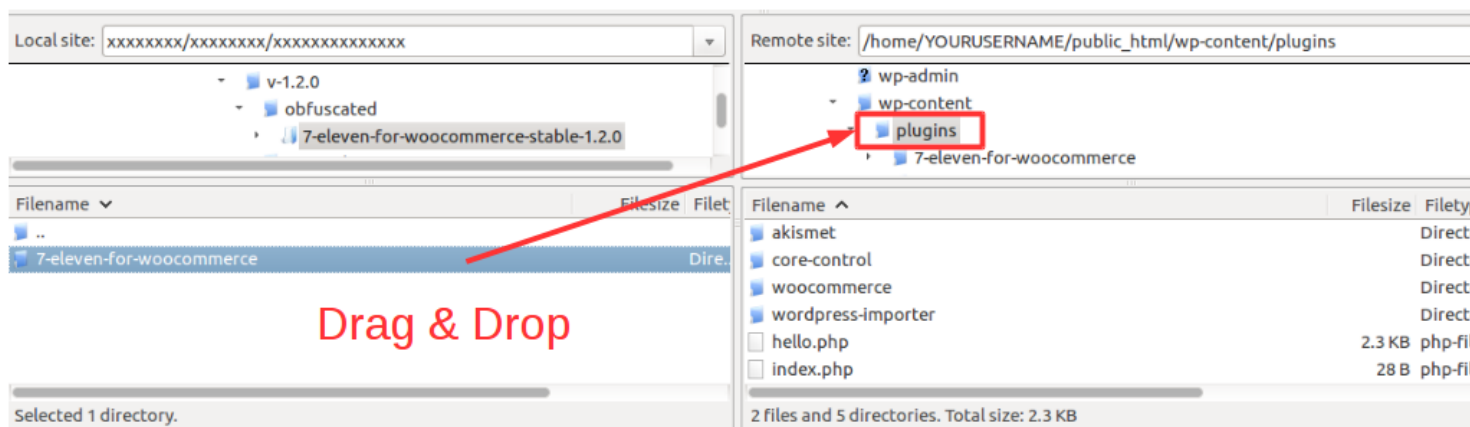 Local site: xxxxxxxx/xxxxxxxx/xxxxxxxxxxxxxx
v-1.2.0
obfuscated
7-eleven-for-woocommerce-stable-1.2.0
Filename Filesize Filet
..
7-eleven-for-woocommerce Dire..
Drag & Drop
Selected 1 directory.
Remote site: /home/YOURUSERNAME/public_html/wp-content/plugins
? wp-admin
wp-content
plugins
7-eleven-for-woocommerce
Filename Filesize Filety
akismet Direct
core-control Direct
woocommerce Direct
wordpress-importer Direct
hello.php 2.3 KB php-fi
index.php 28 B php-fi
2 files and 5 directories. Total size: 2.3 KB